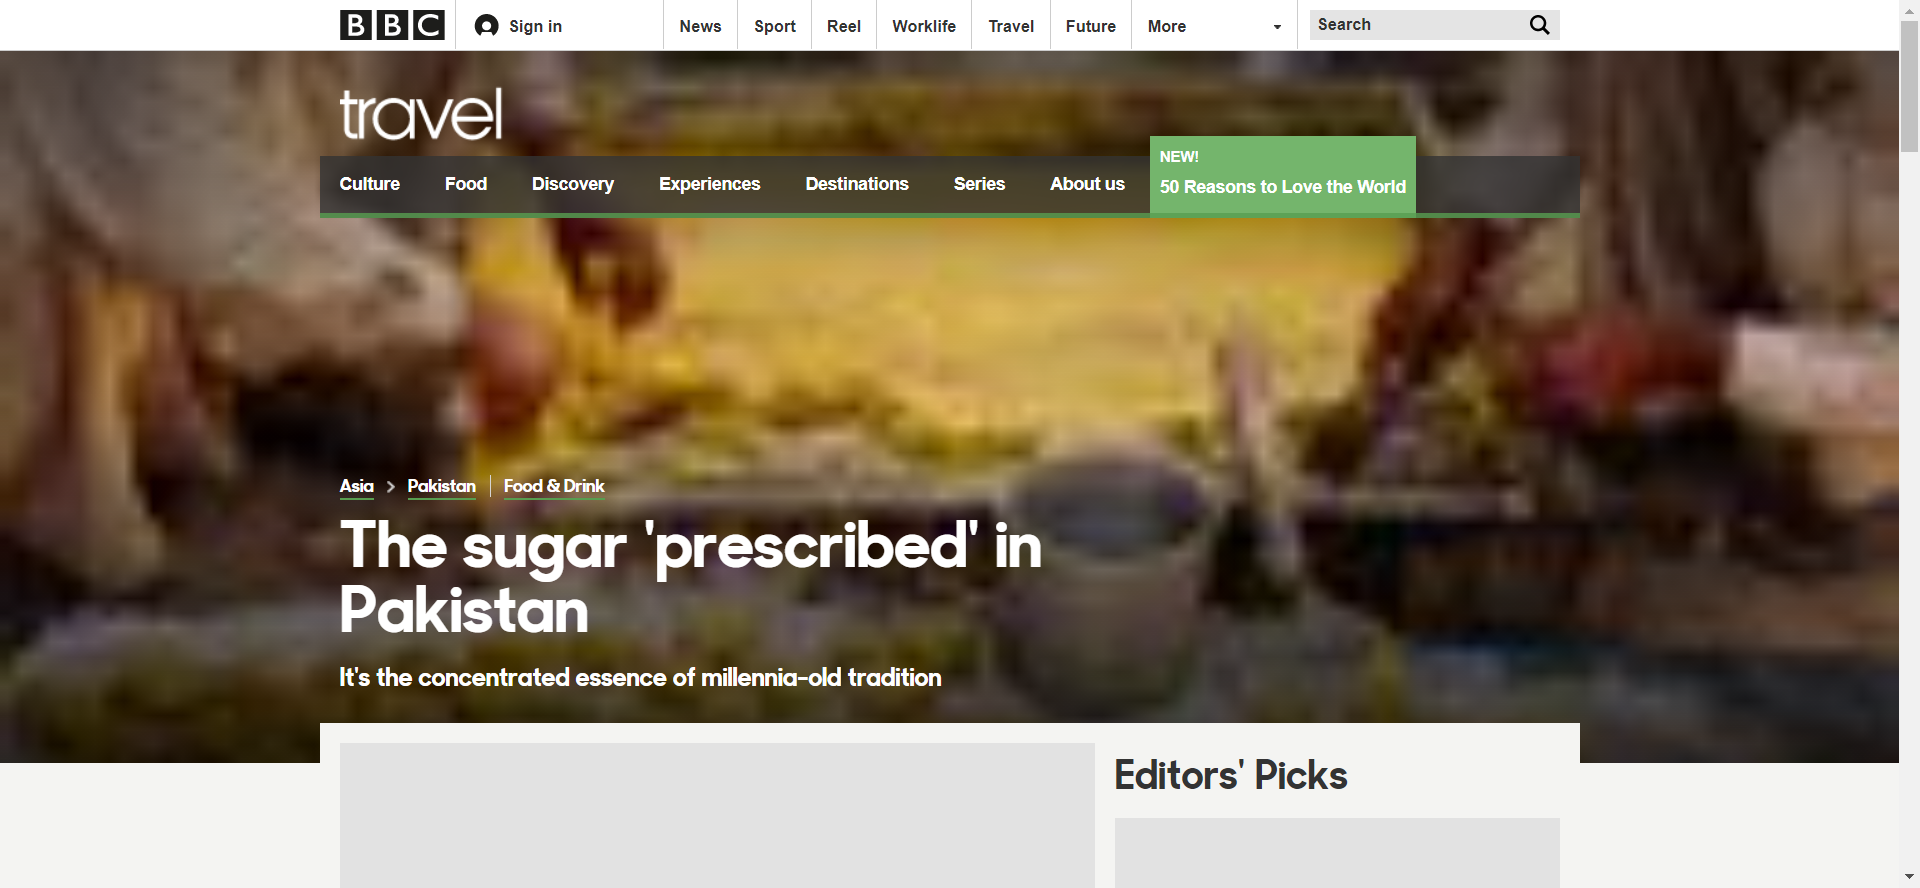 BBC
Sign in
News
Sport
Reel
Worklife
Travel
Future
More
Search
travel
Culture
Food
Discovery
Experiences
Destinations
Series
About us
NEW!
50 Reasons to Love the World
Asia > Pakistan | Food & Drink
The sugar 'prescribed' in
Pakistan
It's the concentrated essence of millennia-old tradition
Editors' Picks